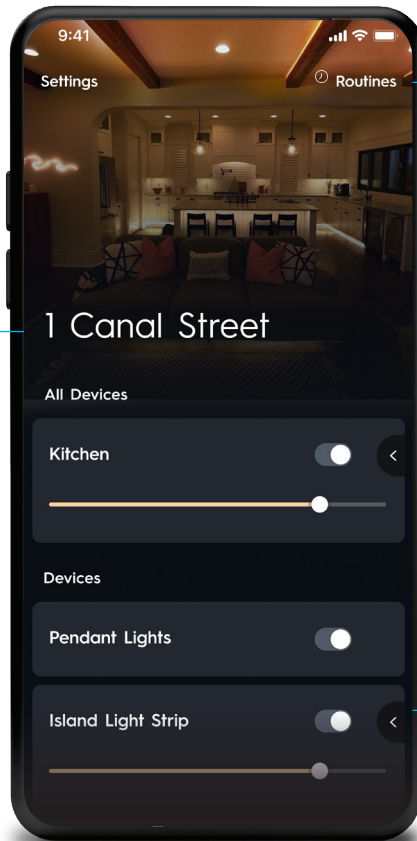 9:41
Settings
Routines
1 Canal Street
All Devices
Kitchen
Devices
Pendant Lights
Island Light Strip